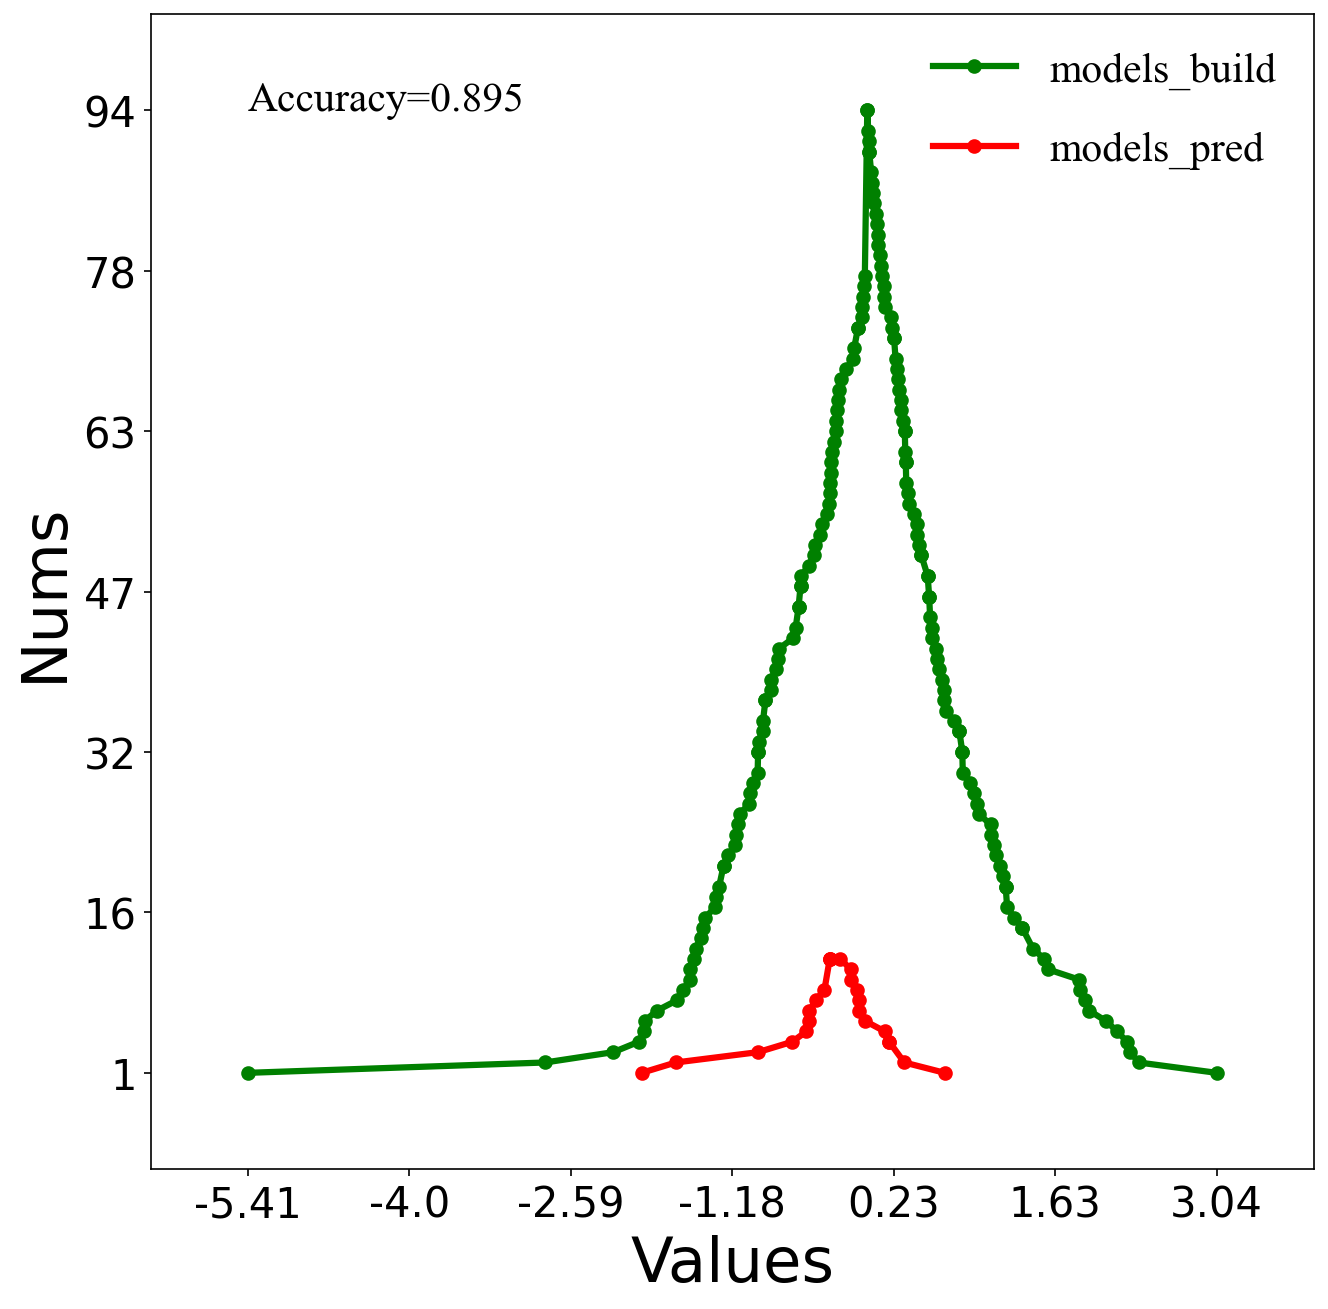 models_build
Accuracy=0.895
models_pred
94
78
63
47
32
16
1
Nums
-5.41 -4.0 -2.59 -1.18 0.23 1.63 3.04
Values